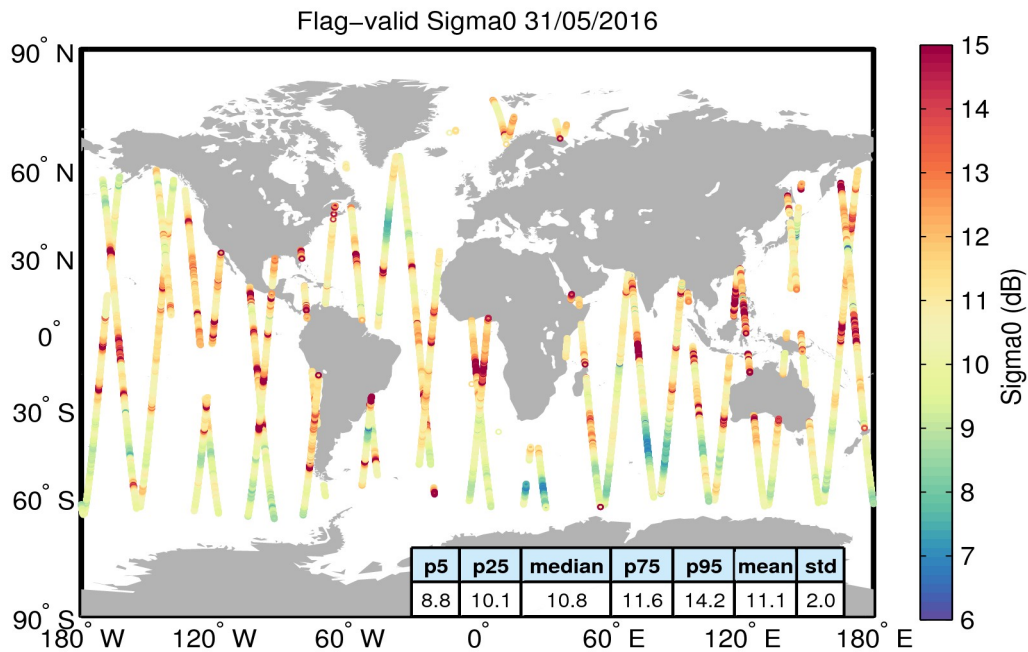 Flag−valid Sigma0 31/05/2016
90° N
60° N
30° N
0°
30° S
60° S
90° S
180° W
120° W
60° W
0°
60° E
120° E
180° E
p5 p25 median p75 p95 mean std
8.8 10.1 10.8 11.6 14.2 11.1 2.0
15
14
13
12
11
10
9
8
7
6
Sigma0 (dB)